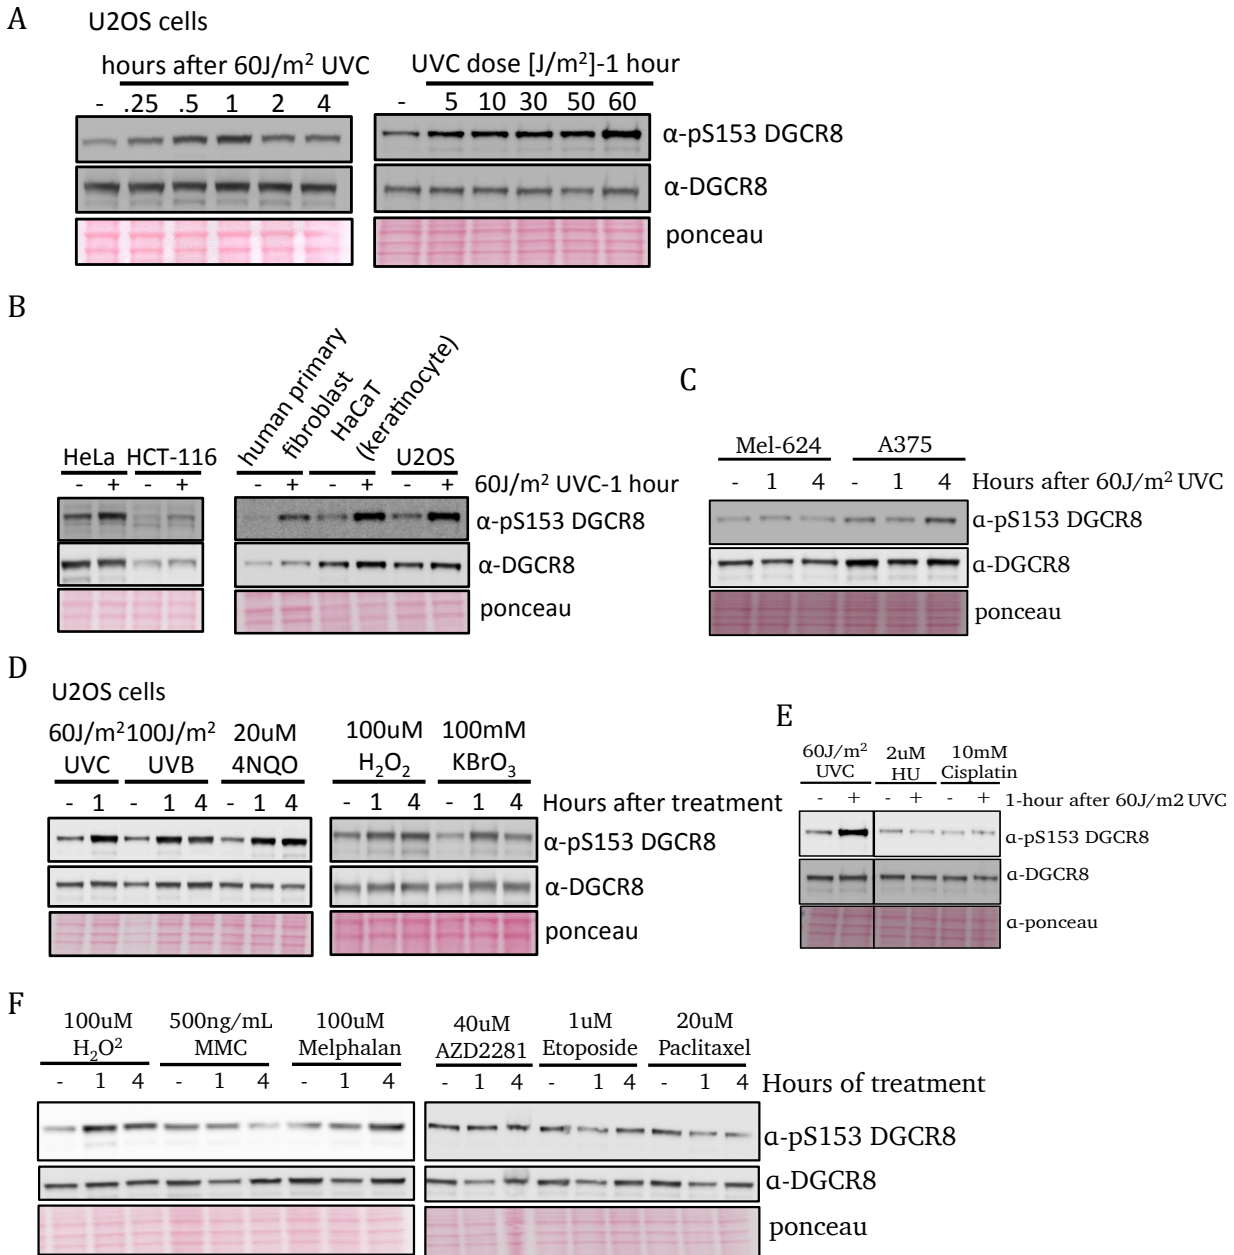 A
U2OS cells
hours after 60J/m² UVC
UVC dose [J/m²]-1 hour
- .25 .5 1 2 4
- 5 10 30 50 60
α-pS153 DGCR8
α-DGCR8
ponceau
B
HeLa HCT-116
human primary
fibroblast
HaCaT
(keratinocyte)
U2OS
- + - + - + - + - + 60J/m² UVC-1 hour
α-pS153 DGCR8
α-DGCR8
ponceau
C
Mel-624 A375
- 1 4 - 1 4 Hours after 60J/m² UVC
α-pS153 DGCR8
α-DGCR8
ponceau
D
U2OS cells
60J/m² 100J/m² 20uM 100uM 100mM
UVC UVB 4NQO H₂O₂ KBrO₃
- 1 - 1 4 - 1 4 - 1 4 - 1 4 Hours after treatment
α-pS153 DGCR8
α-DGCR8
ponceau
E
60J/m² 2uM 10mM
UVC HU Cisplatin
- + - + - + 1-hour after 60J/m2 UVC
α-pS153 DGCR8
α-DGCR8
α-ponceau
F
100uM 500ng/mL 100uM 40uM 1uM 20uM
H₂O² MMC Melphalan AZD2281 Etoposide Paclitaxel
- 1 4 - 1 4 - 1 4 - 1 4 - 1 4 - 1 4 Hours of treatment
α-pS153 DGCR8
α-DGCR8
ponceau